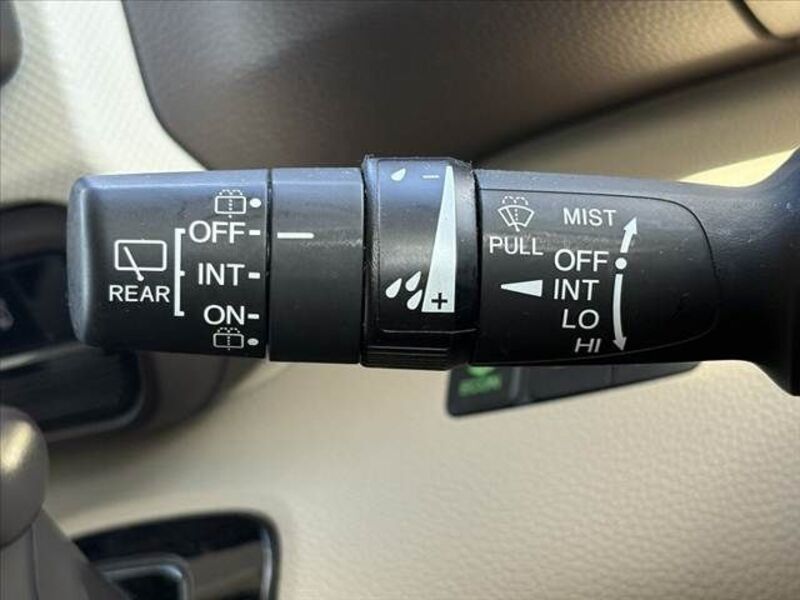 OFF
INT
ON
REAR
−
+
PULL
MIST
OFF
INT
LO
HI